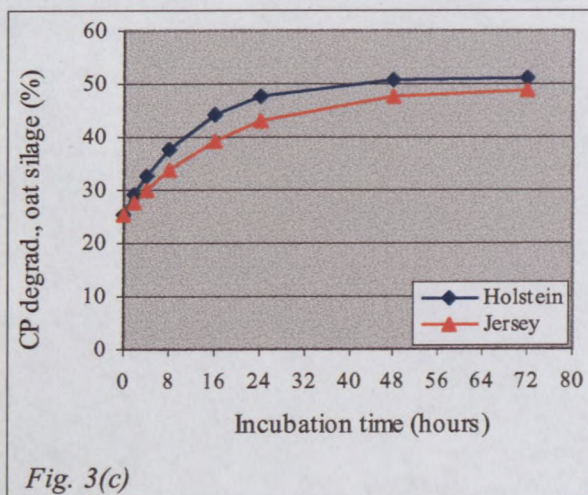 60
50
40
30
20
10
0
CP degrad., oat silage (%)
Holstein
Jersey
0 8 16 24 32 40 48 56 64 72 80
Incubation time (hours)
Fig. 3(c)